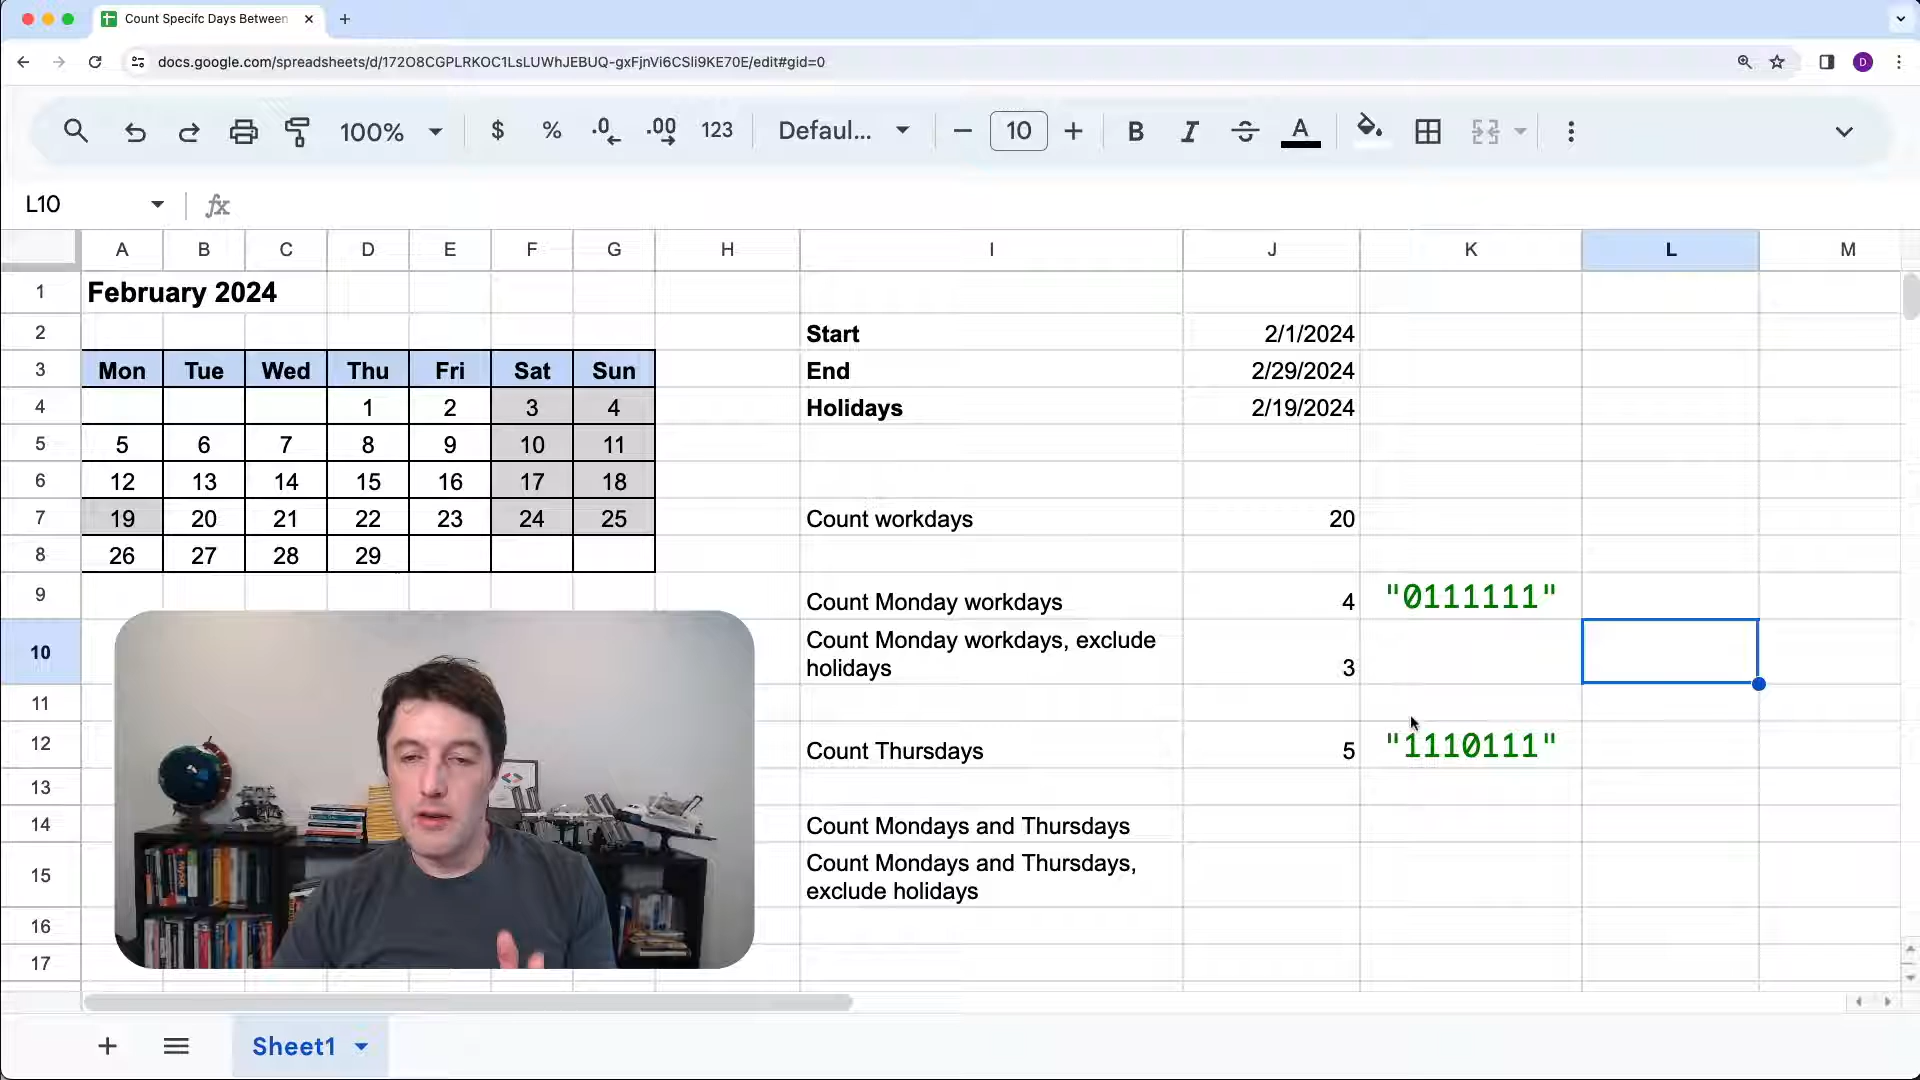 Count Specifc Days Between
docs.google.com/spreadsheets/d/172O8CGPLRKOC1LsLUWhJEBUQ-gxFjnVi6CSli9KE70E/edit#gid=0
D
100% $ % .0 .00 123 Defaul... 10 B I A
L10 fx
A B C D E F G H I J K L M
1 February 2024
2 Start 2/1/2024
3 Mon Tue Wed Thu Fri Sat Sun End 2/29/2024
4 1 2 3 4 Holidays 2/19/2024
5 5 6 7 8 9 10 11
6 12 13 14 15 16 17 18
7 19 20 21 22 23 24 25 Count workdays 20
8 26 27 28 29
9 Count Monday workdays 4 "0111111"
10 Count Monday workdays, exclude
holidays 3
11
12 Count Thursdays 5 "1110111"
13
14 Count Mondays and Thursdays
15 Count Mondays and Thursdays,
exclude holidays
16
17
MySQL
Sheet1